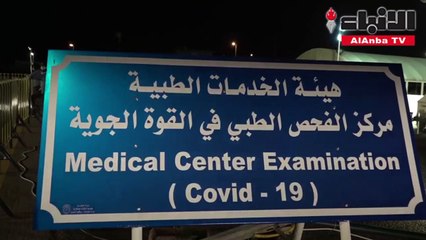 الأنباء
AlAnba TV
هيئة الخدمات الطبية
مركز الفحص الطبي في القوة الجوية
Medical Center Examination
( Covid - 19 )